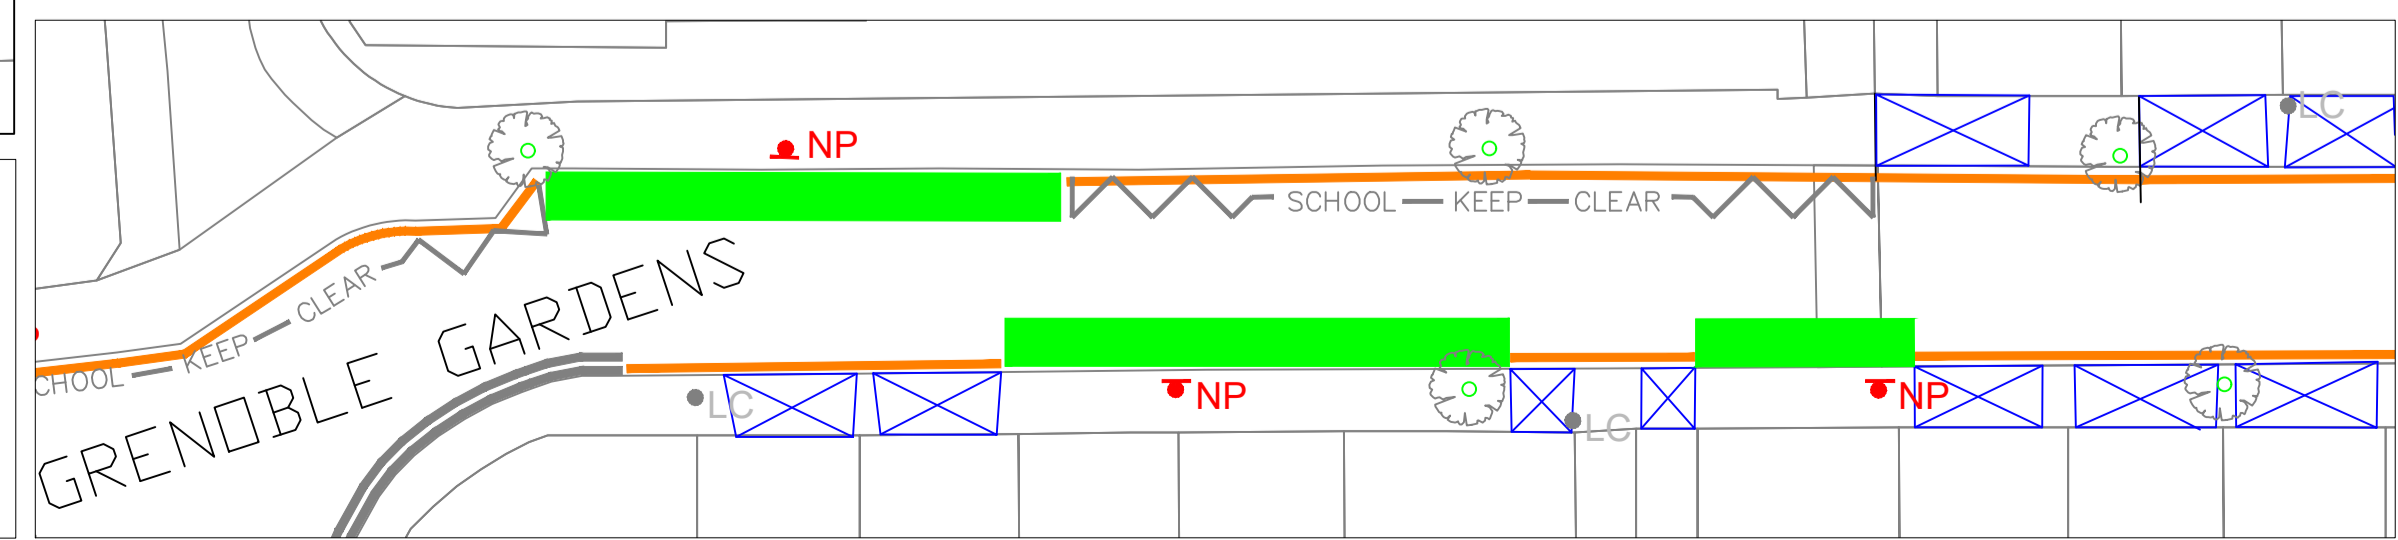 LC
NP
SCHOOL KEEP CLEAR
CHOOL KEEP CLEAR
GRENOBLE GARDENS
LC
NP
LC
NP